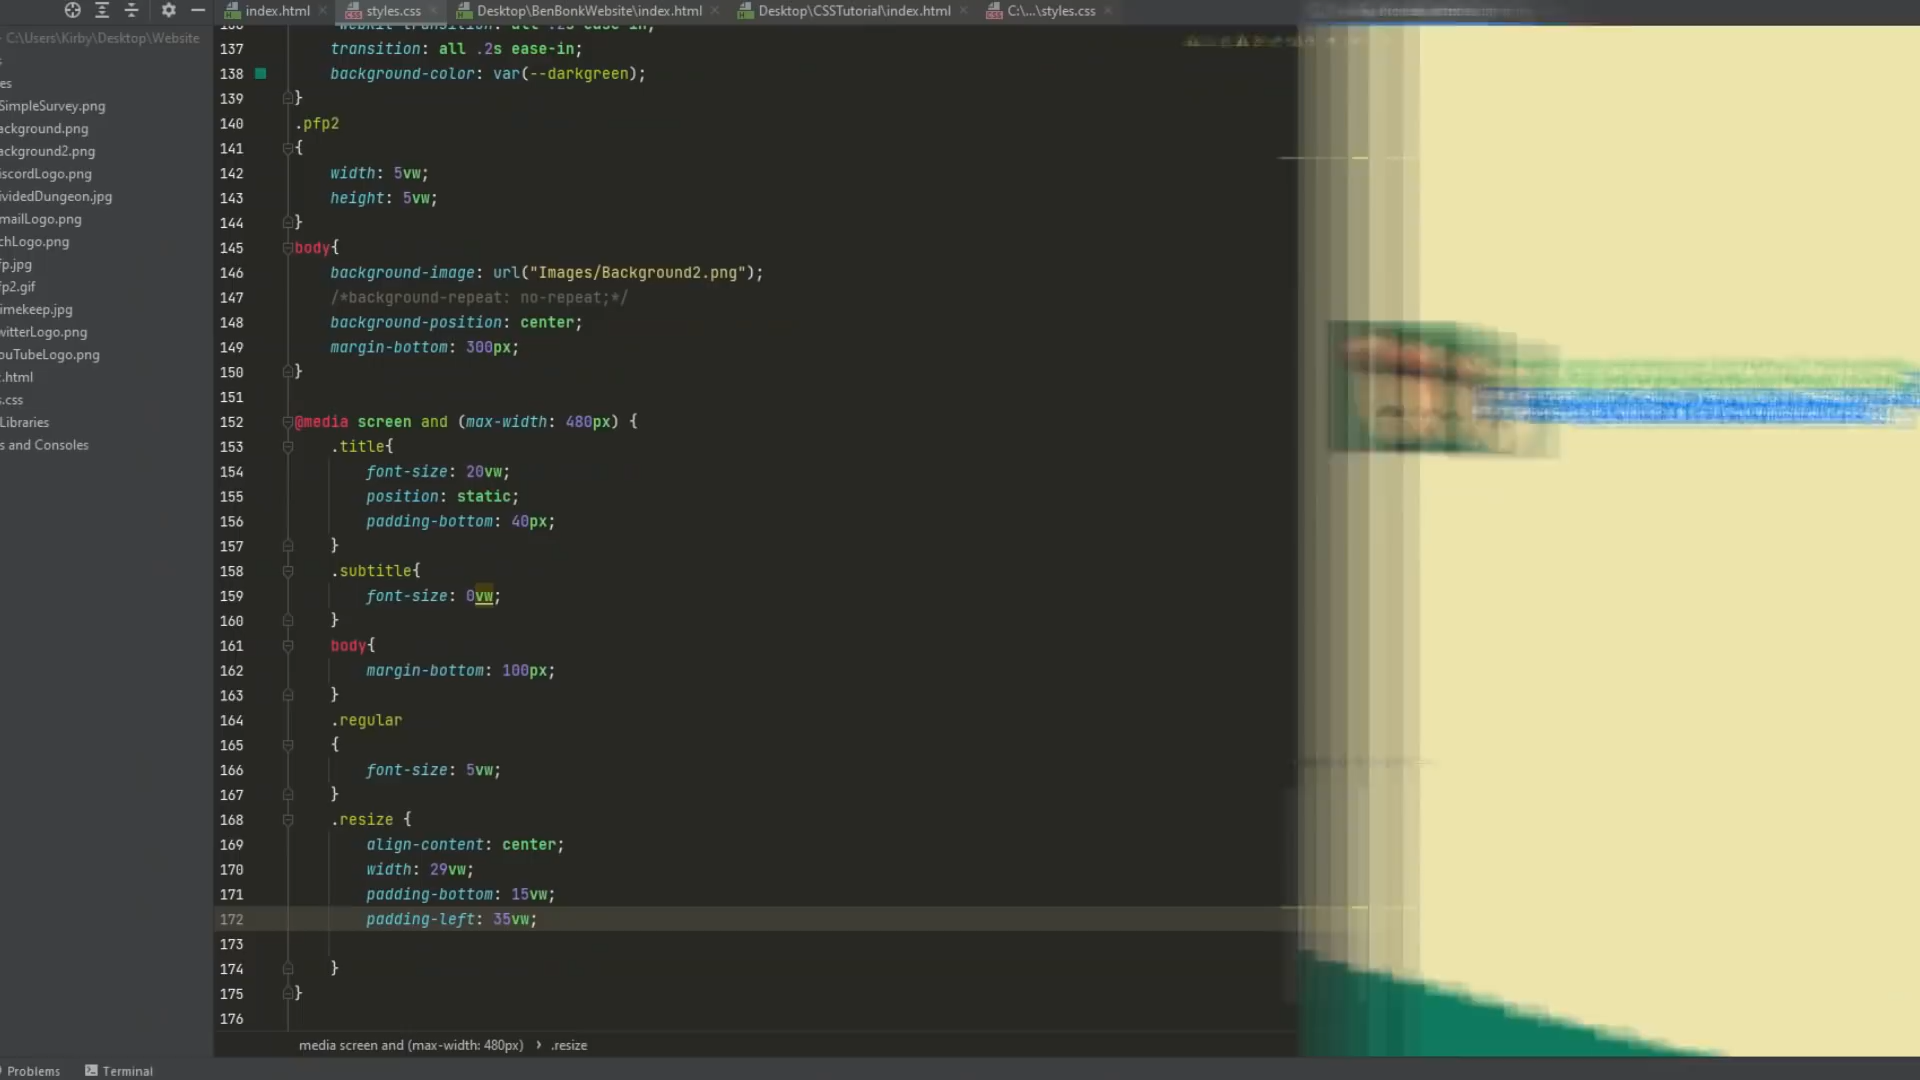 index.html
styles.css
Desktop\BenBonkWebsite\index.html
Desktop\CSSTutorial\index.html
C:\...\styles.css
C:\Users\Kirby\Desktop\Website
s
es
SimpleSurvey.png
ackground.png
ackground2.png
iscordLogo.png
ividedDungeon.jpg
mailLogo.png
chLogo.png
fp.jpg
fp2.gif
imekeep.jpg
witterLogo.png
ouTubeLogo.png
.html
s.css
Libraries
s and Consoles
137 transition: all .2s ease-in;
138 background-color: var(--darkgreen);
139 }
140 .pfp2
141 {
142 width: 5vw;
143 height: 5vw;
144 }
145 body{
146 background-image: url("Images/Background2.png");
147 /*background-repeat: no-repeat;*/
148 background-position: center;
149 margin-bottom: 300px;
150 }
151
152 @media screen and (max-width: 480px) {
153 .title{
154 font-size: 20vw;
155 position: static;
156 padding-bottom: 40px;
157 }
158 .subtitle{
159 font-size: 0vw;
160 }
161 body{
162 margin-bottom: 100px;
163 }
164 .regular
165 {
166 font-size: 5vw;
167 }
168 .resize {
169 align-content: center;
170 width: 29vw;
171 padding-bottom: 15vw;
172 padding-left: 35vw;
173
174 }
175 }
176
media screen and (max-width: 480px) › .resize
Problems
Terminal